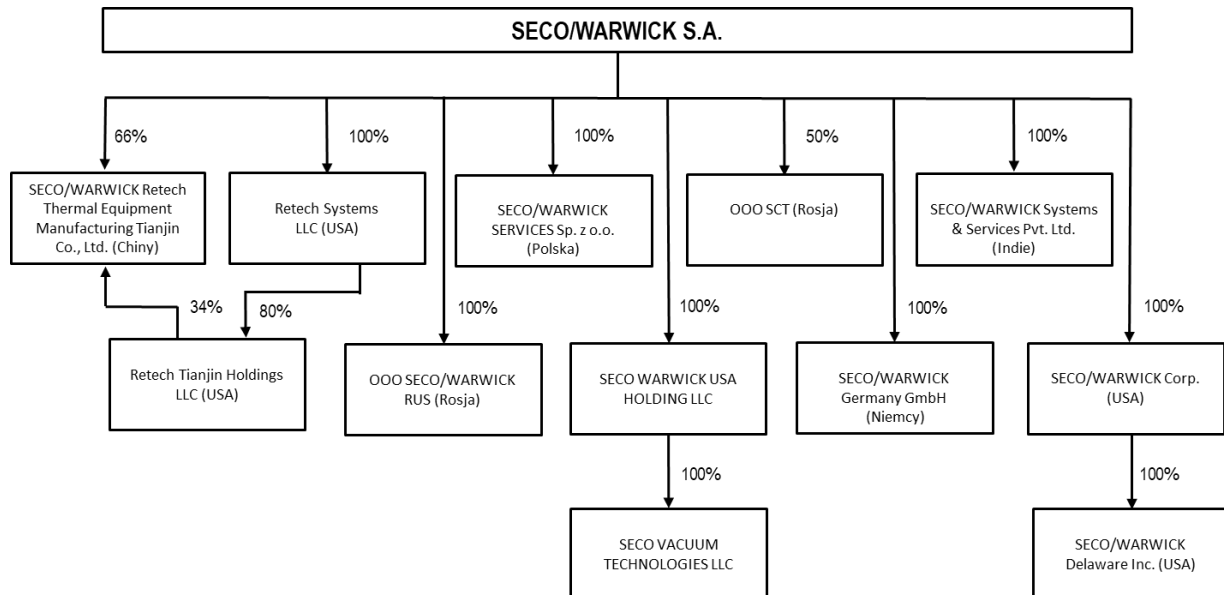 SECO/WARWICK S.A.
66%
100%
100%
50%
100%
SECO/WARWICK Retech
Thermal Equipment
Manufacturing Tianjin
Co., Ltd. (Chiny)
Retech Systems
LLC (USA)
SECO/WARWICK
SERVICES Sp. z o.o.
(Polska)
OOO SCT (Rosja)
SECO/WARWICK Systems
& Services Pvt. Ltd.
(Indie)
34%
80%
100%
100%
100%
100%
Retech Tianjin Holdings
LLC (USA)
OOO SECO/WARWICK
RUS (Rosja)
SECO WARWICK USA
HOLDING LLC
SECO/WARWICK
Germany GmbH
(Niemcy)
SECO/WARWICK Corp.
(USA)
100%
100%
SECO VACUUM
TECHNOLOGIES LLC
SECO/WARWICK
Delaware Inc. (USA)